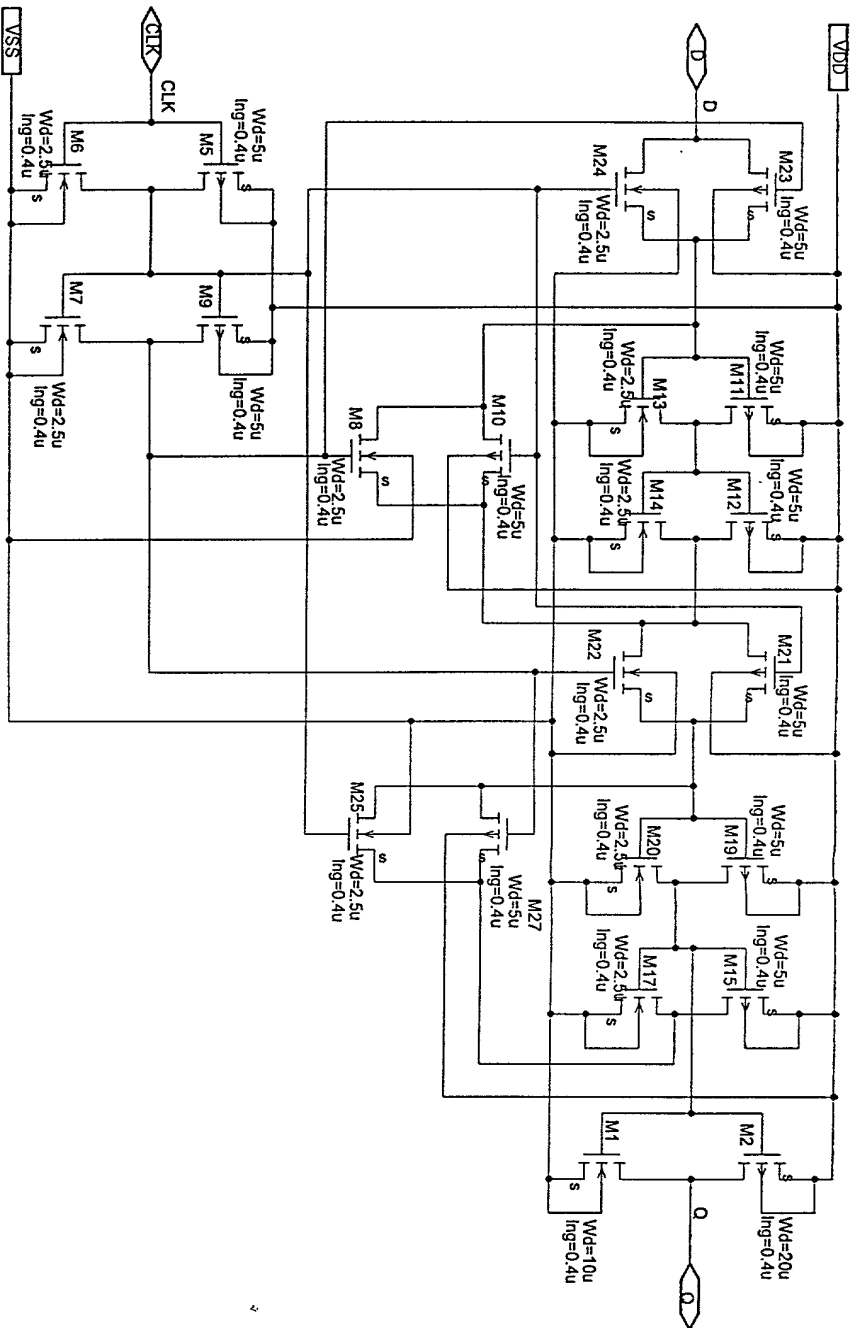 VDD
D
D
M23
Wd=5u
lng=0.4u
s
M24
Wd=2.5u
lng=0.4u
s
CLK
CLK
VSS
M5
Wd=5u
lng=0.4u
s
M6
Wd=2.5u
lng=0.4u
s
M9
Wd=5u
lng=0.4u
s
M7
Wd=2.5u
lng=0.4u
s
M10
Wd=5u
lng=0.4u
s
M8
Wd=2.5u
lng=0.4u
s
M11
Wd=5u
lng=0.4u
s
M13
Wd=2.5u
lng=0.4u
s
M12
Wd=5u
lng=0.4u
s
M14
Wd=2.5u
lng=0.4u
s
M21
Wd=5u
lng=0.4u
s
M22
Wd=2.5u
lng=0.4u
s
M27
Wd=5u
lng=0.4u
s
M25
Wd=2.5u
lng=0.4u
s
M19
Wd=5u
lng=0.4u
s
M20
Wd=2.5u
lng=0.4u
s
M15
Wd=5u
lng=0.4u
s
M17
Wd=2.5u
lng=0.4u
s
M2
Wd=20u
lng=0.4u
s
M1
Wd=10u
lng=0.4u
s
Q
Q